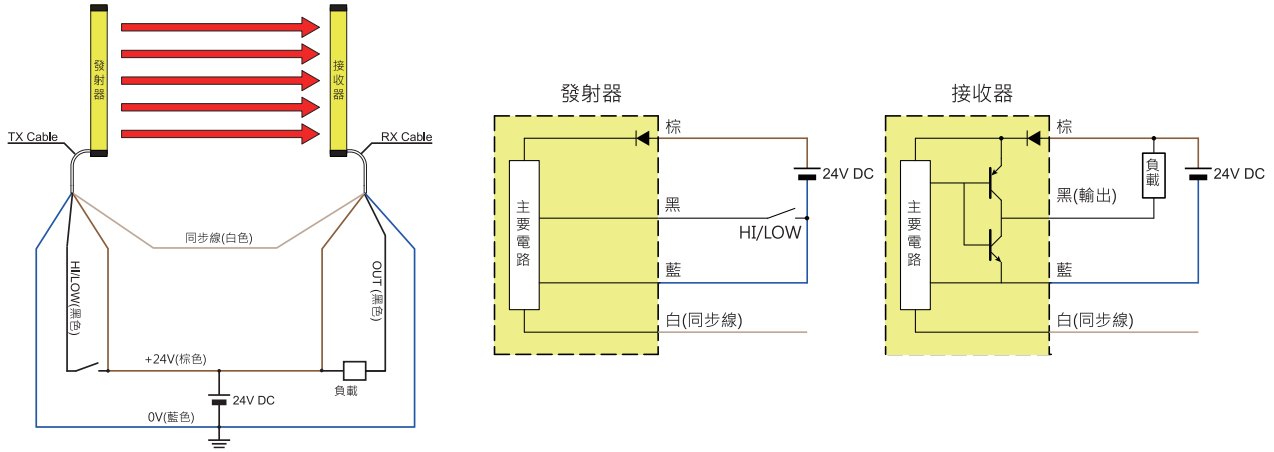 發射器
接收器
TX Cable
RX Cable
同步線(白色)
HI/LOW(黑色)
OUT (黑色)
+24V(棕色)
負載
24V DC
0V(藍色)
發射器
棕
24V DC
主要電路
黑
HI/LOW
藍
白(同步線)
接收器
棕
負載
24V DC
黑(輸出)
主要電路
藍
白(同步線)